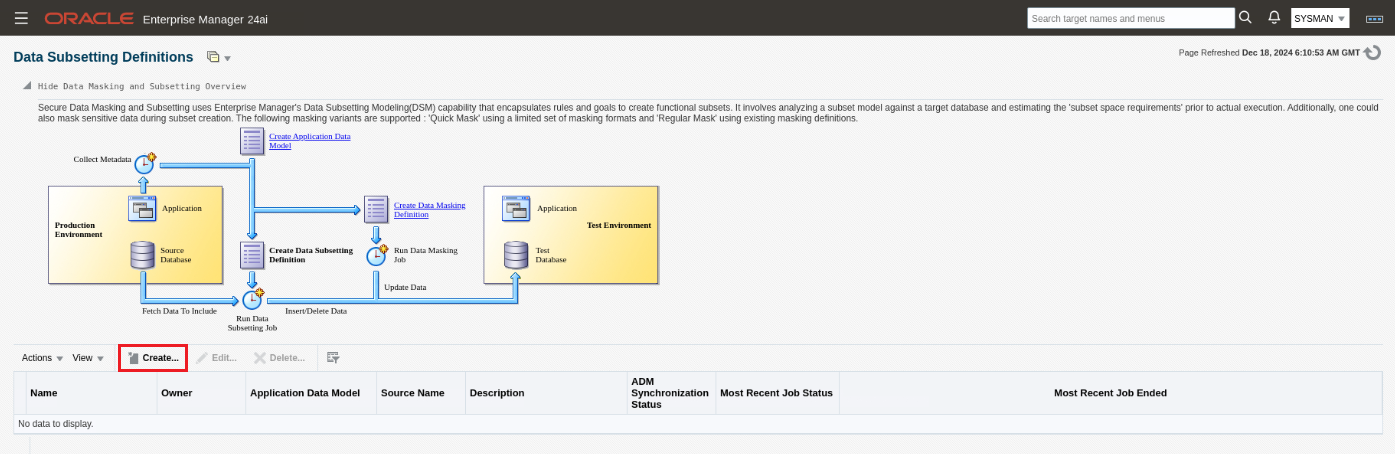 ORACLE Enterprise Manager 24ai
Search target names and menus
SYSMAN
Data Subsetting Definitions
Page Refreshed Dec 18, 2024 6:10:53 AM GMT
Hide Data Masking and Subsetting Overview
Secure Data Masking and Subsetting uses Enterprise Manager's Data Subsetting Modeling(DSM) capability that encapsulates rules and goals to create functional subsets. It involves analyzing a subset model against a target database and estimating the 'subset space requirements' prior to actual execution. Additionally, one could
also mask sensitive data during subset creation. The following masking variants are supported : 'Quick Mask' using a limited set of masking formats and 'Regular Mask' using existing masking definitions.
Create Application Data
Model
Collect Metadata
Production
Environment
Application
Source
Database
Create Data Masking
Definition
Create Data Subsetting
Definition
Run Data Masking
Job
Application
Test Environment
Test
Database
Update Data
Fetch Data To Include
Run Data
Subsetting Job
Insert/Delete Data
Actions View Create... Edit... Delete...
Name Owner Application Data Model Source Name Description ADM
Synchronization
Status Most Recent Job Status Most Recent Job Ended
No data to display.